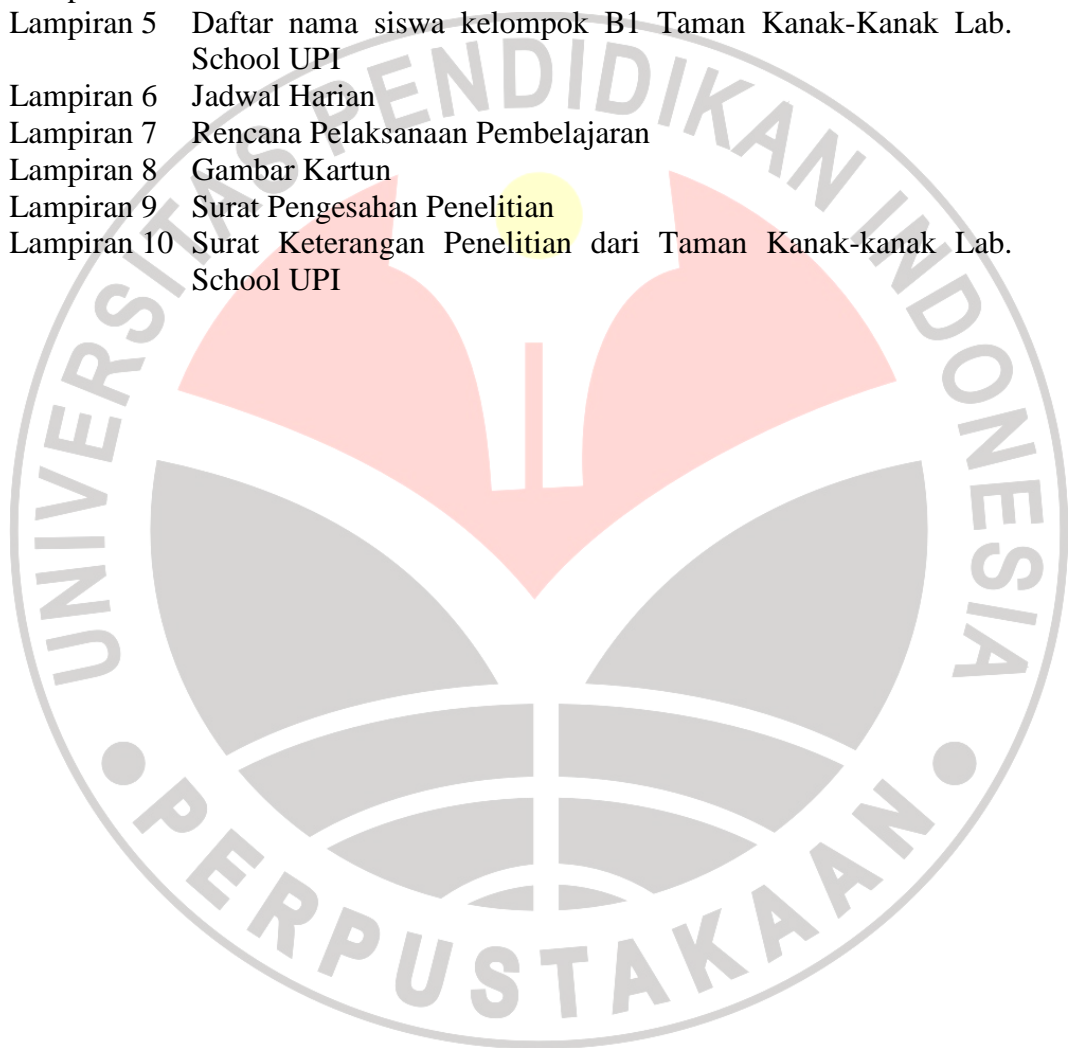 Lampiran 5 Daftar nama siswa kelompok B1 Taman Kanak-Kanak Lab.
School UPI
Lampiran 6 Jadwal Harian
Lampiran 7 Rencana Pelaksanaan Pembelajaran
Lampiran 8 Gambar Kartun
Lampiran 9 Surat Pengesahan Penelitian
Lampiran 10 Surat Keterangan Penelitian dari Taman Kanak-kanak Lab.
School UPI
UNIVERSITAS PENDIDIKAN INDONESIA
PERPUSTAKAAN